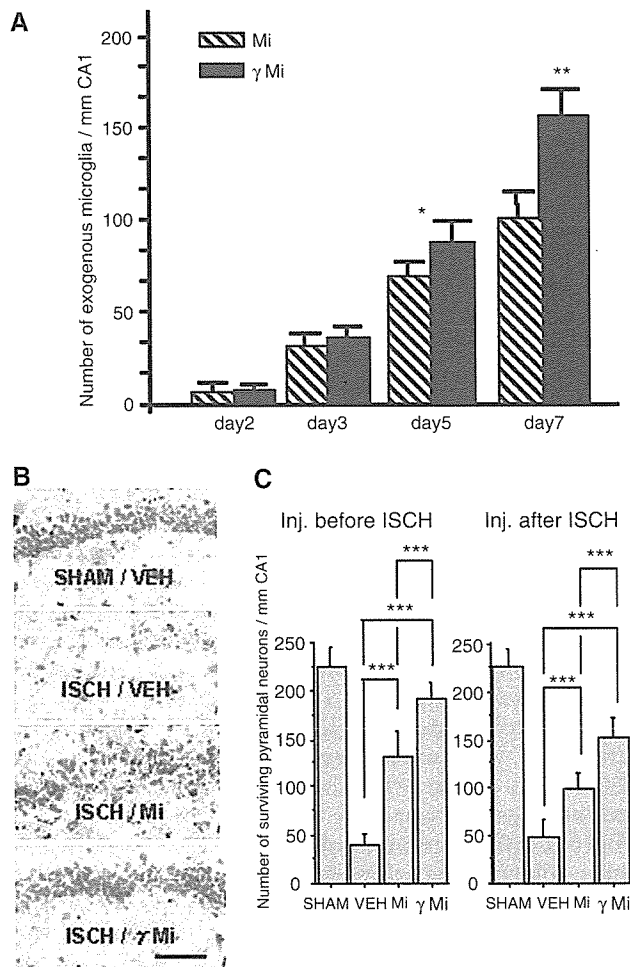 A
Number of exogenous microglia / mm CA1
200
150
100
50
0
Mi
γ Mi
*
**
day2 day3 day5 day7
B
SHAM / VEH
ISCH / VEH
ISCH / Mi
ISCH / γ Mi
C
Number of surviving pyramidal neurons / mm CA1
Inj. before ISCH
***
***
***
250
200
150
100
50
0
SHAM VEH Mi γ Mi
Inj. after ISCH
***
***
***
250
200
150
100
50
0
SHAM VEH Mi γ Mi